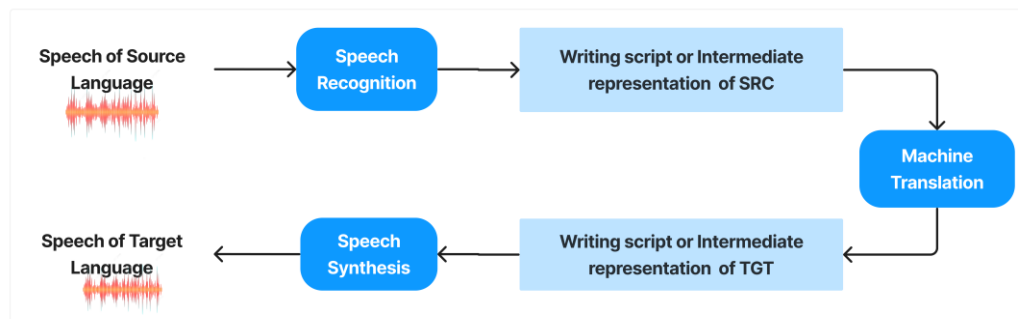 Speech of Source
Language
Speech
Recognition
Writing script or Intermediate
representation of SRC
Machine
Translation
Writing script or Intermediate
representation of TGT
Speech
Synthesis
Speech of Target
Language